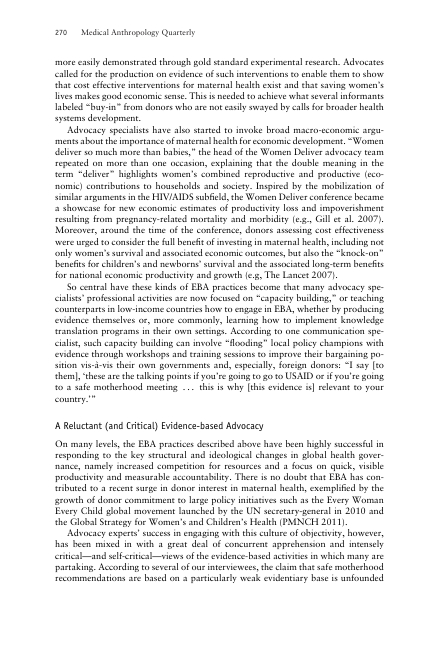 270 Medical Anthropology Quarterly
more easily demonstrated through gold standard experimental research. Advocates
called for the production on evidence of such interventions to enable them to show
that cost effective interventions for maternal health exist and that saving women's
lives makes good economic sense. This is needed to achieve what several informants
labeled “buy-in” from donors who are not easily swayed by calls for broader health
systems development.
Advocacy specialists have also started to invoke broad macro-economic argu-
ments about the importance of maternal health for economic development. “Women
deliver so much more than babies,” the head of the Women Deliver advocacy team
repeated on more than one occasion, explaining that the double meaning in the
term “deliver” highlights women's combined reproductive and productive (eco-
nomic) contributions to households and society. Inspired by the mobilization of
similar arguments in the HIV/AIDS subfield, the Women Deliver conference became
a showcase for new economic estimates of productivity loss and impoverishment
resulting from pregnancy-related mortality and morbidity (e.g., Gill et al. 2007).
Moreover, around the time of the conference, donors assessing cost effectivity
were urged to consider the full benefit of investing in maternal health, including not
only women's survival and associated economic outcomes, but also the “knock-on”
benefits for children's and newborns' survival and the associated long-term benefits
for national economic productivity and growth (e.g, The Lancet 2007).
So central have these kinds of EBA practices become that many advocacy spe-
cialists' professional activities are now focused on “capacity building,” or teaching
counterparts in low-income countries how to engage in EBA, whether by producing
evidence themselves or, more commonly, learning how to implement knowledge
translation programs in their own settings. According to one communication spe-
cialist, such capacity building can involve “flooding” local policy champions with
evidence through workshops and training sessions to improve their bargaining po-
sition vis-à-vis their own governments and, especially, foreign donors: “I say [to
them], ‘these are the talking points if you're going to go to USAID or if you're going
to a safe motherhood meeting ... this is why [this evidence is] relevant to your
country.’”
A Reluctant (and Critical) Evidence-based Advocacy
On many levels, the EBA practices described above have been highly successful in
responding to the key structural and ideological changes in global health gover-
nance, namely increased competition for resources and a focus on quick, visible
productivity and measurable accountability. There is no doubt that EBA has con-
tributed to a recent surge in donor interest in maternal health, exemplified by the
growth of donor commitment to large policy initiatives such as the Every Woman
Every Child global movement launched by the UN secretary-general in 2010 and
the Global Strategy for Women's and Children's Health (PMNCH 2011).
Advocacy experts' success in engaging with this culture of objectivity, however,
has been mixed in with a great deal of concurrent apprehension and intensely
critical—and self-critical—views of the evidence-based activities in which many are
partaking. According to several of our interviewees, the claim that safe motherhood
recommendations are based on a particularly weak evidentiary base is unfounded